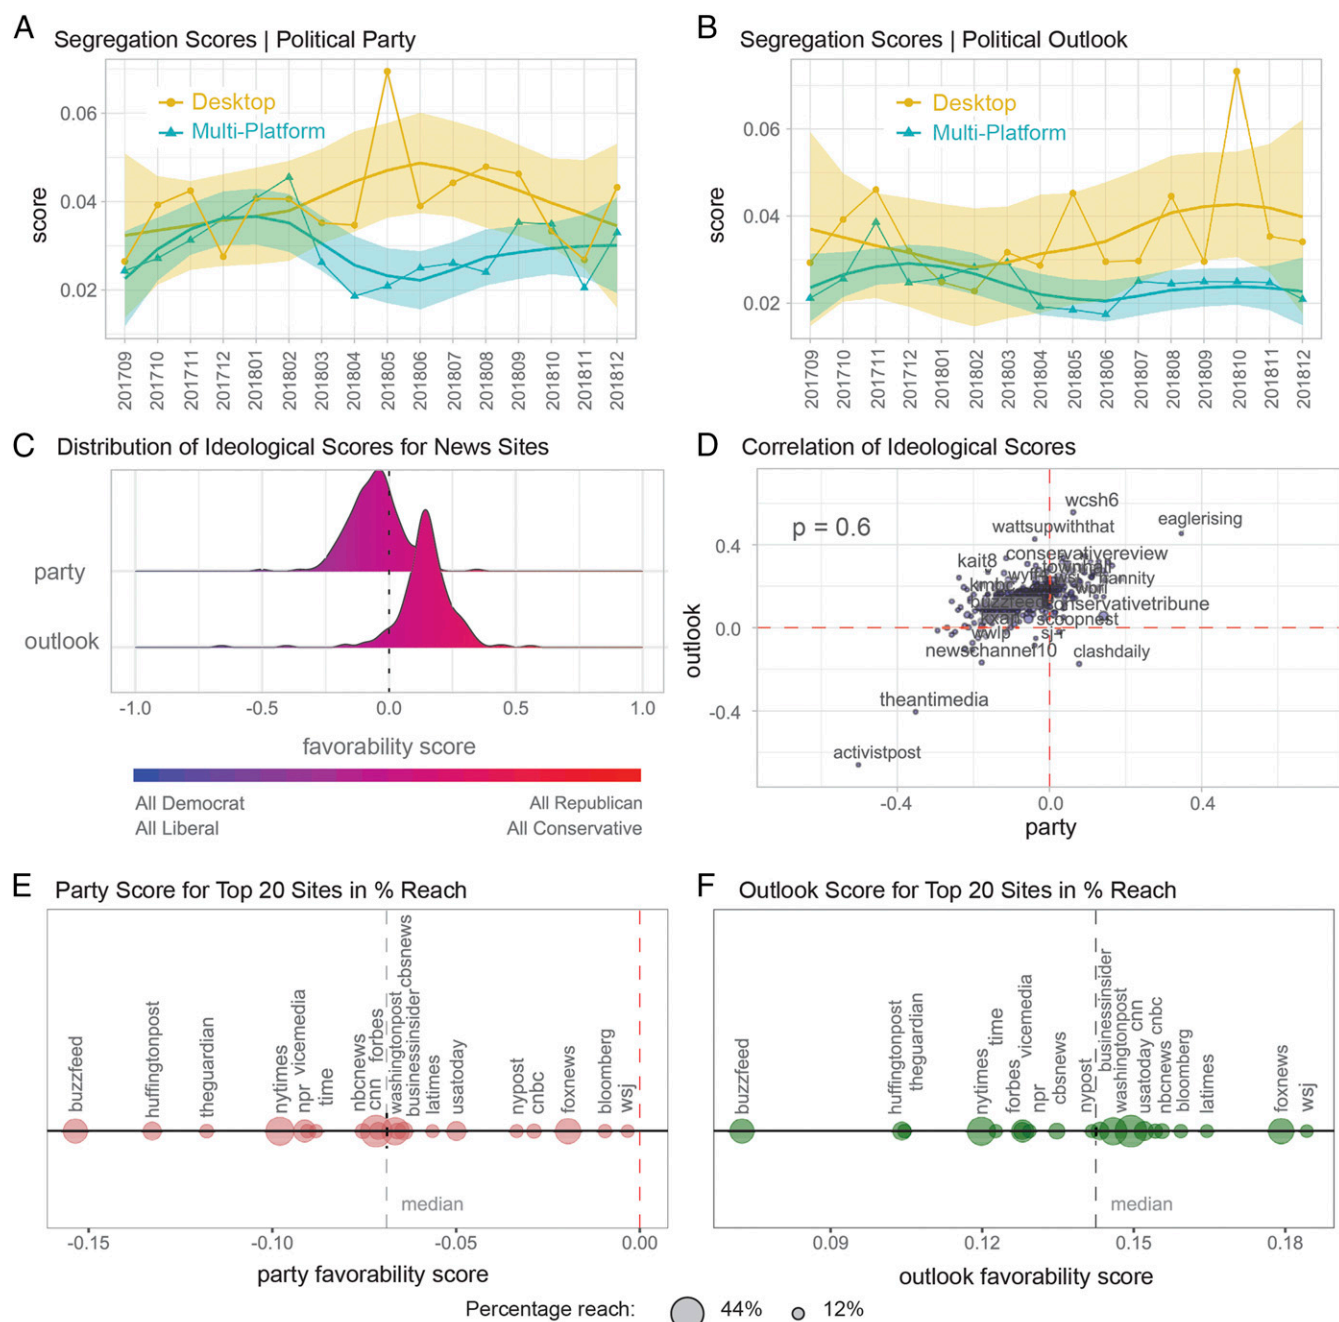 A Segregation Scores | Political Party
score
0.06
0.04
0.02
Desktop
Multi-Platform
201709
201710
201711
201712
201801
201802
201803
201804
201805
201806
201807
201808
201809
201810
201811
201812
B Segregation Scores | Political Outlook
score
0.06
0.04
0.02
Desktop
Multi-Platform
201709
201710
201711
201712
201801
201802
201803
201804
201805
201806
201807
201808
201809
201810
201811
201812
C Distribution of Ideological Scores for News Sites
party
outlook
-1.0 -0.5 0.0 0.5 1.0
favorability score
All Democrat All Republican
All Liberal All Conservative
D Correlation of Ideological Scores
p = 0.6
outlook
0.4
0.0
-0.4
wcsh6
eaglerising
wattsupwiththat
conservativereview
kait8
townhall
hannity
kmbc
wpri
buzzfeed
conservativetribune
scoopnest
wwlp
sj-r
newschannel10
clashdaily
theantimedia
activistpost
-0.4 0.0 0.4
party
E Party Score for Top 20 Sites in % Reach
buzzfeed
huffingtonpost
theguardian
nytimes
npr
vicemedia
time
nbcnews
cnn
forbes
washingtonpost
cbsnews
businessinsider
latimes
usatoday
nypost
cnbc
foxnews
bloomberg
wsj
median
-0.15 -0.10 -0.05 0.00
party favorability score
F Outlook Score for Top 20 Sites in % Reach
buzzfeed
huffingtonpost
theguardian
nytimes
time
forbes
vicemedia
npr
cbsnews
nypost
businessinsider
washingtonpost
cnn
usatoday
cnbc
nbcnews
bloomberg
latimes
foxnews
wsj
median
0.09 0.12 0.15 0.18
outlook favorability score
Percentage reach: 44% 12%